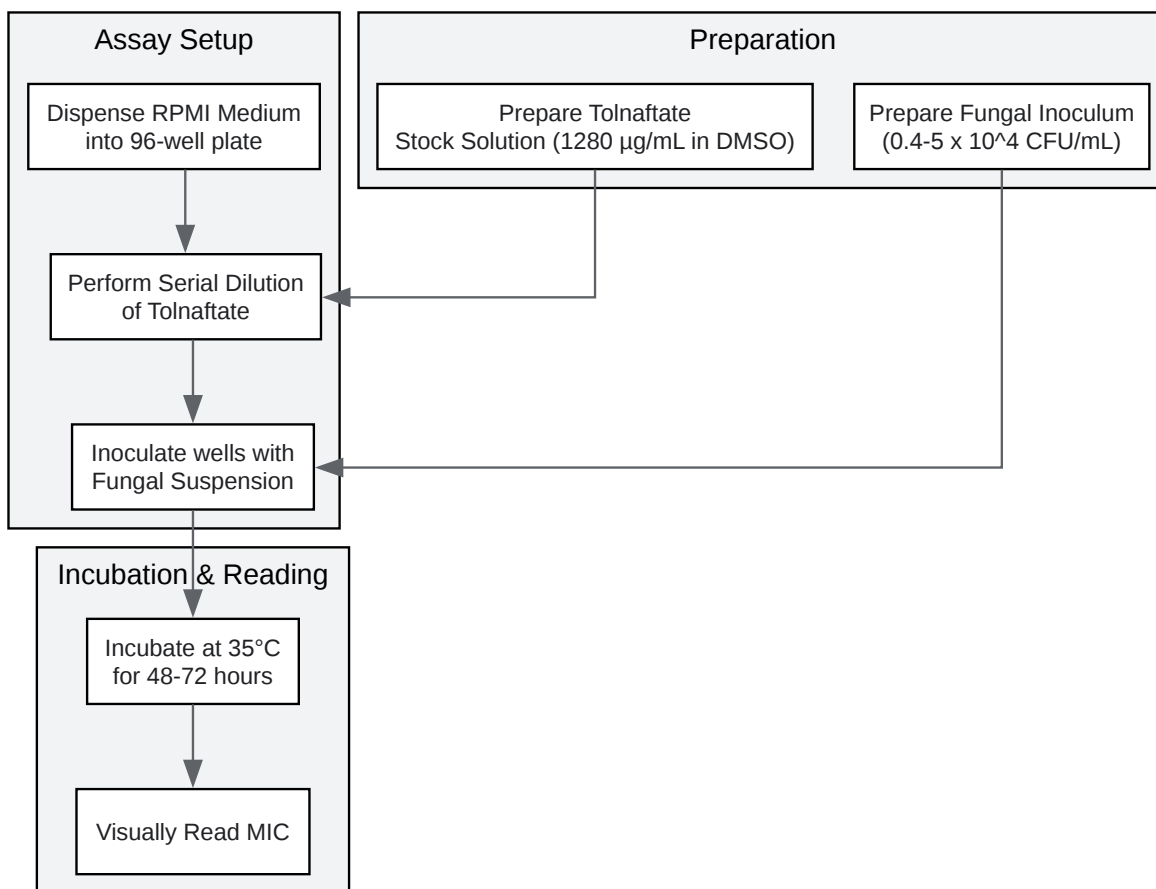 Assay Setup
Dispense RPMI Medium
into 96-well plate
Perform Serial Dilution
of Tolnaftate
Inoculate wells with
Fungal Suspension
Preparation
Prepare Tolnaftate
Stock Solution (1280 µg/mL in DMSO)
Prepare Fungal Inoculum
(0.4-5 x 10^4 CFU/mL)
Incubation & Reading
Incubate at 35°C
for 48-72 hours
Visually Read MIC